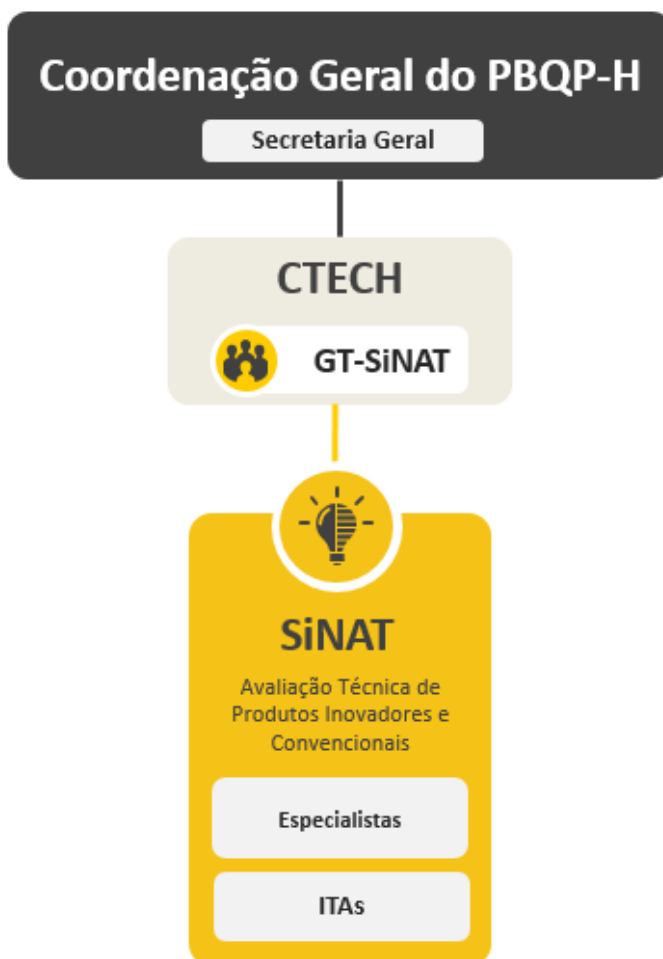 Coordenação Geral do PBQP-H
Secretaria Geral
CTECH
GT-SiNAT
SiNAT
Avaliação Técnica de
Produtos Inovadores e
Convencionais
Especialistas
ITAs